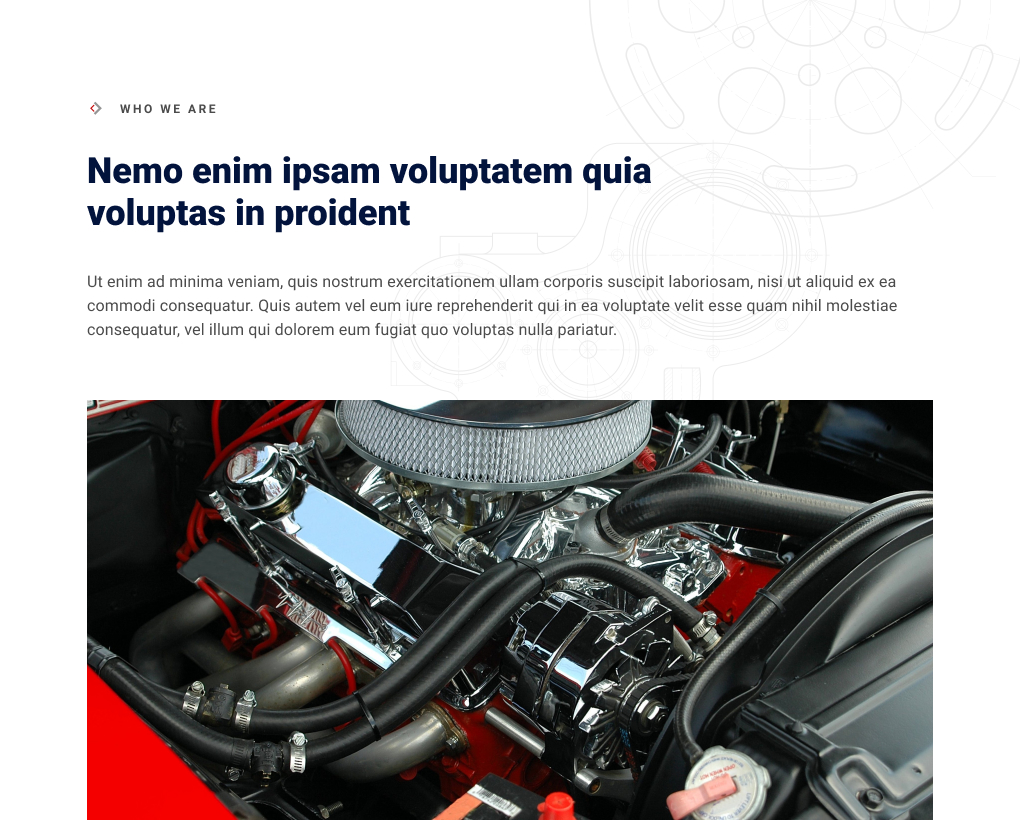 WHO WE ARE
Nemo enim ipsam voluptatem quia
voluptas in proident
Ut enim ad minima veniam, quis nostrum exercitationem ullam corporis suscipit laboriosam, nisi ut aliquid ex ea
commodi consequatur. Quis autem vel eum iure reprehenderit qui in ea voluptate velit esse quam nihil molestiae
consequatur, vel illum qui dolorem eum fugiat quo voluptas nulla pariatur.